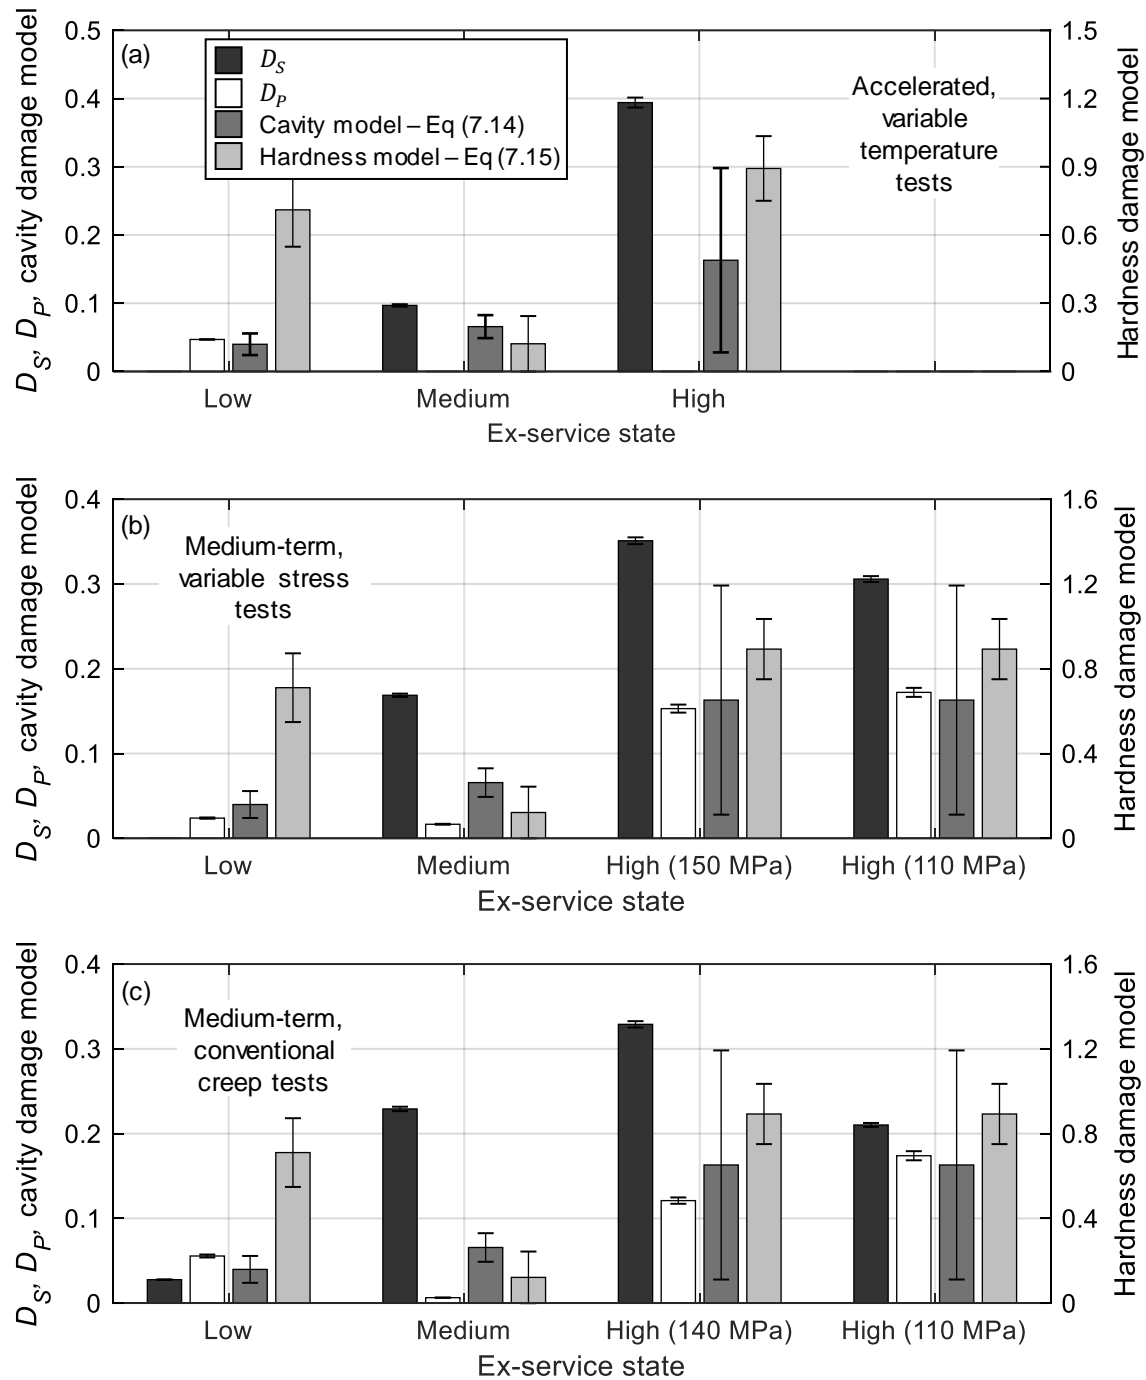 (a)
D_S
D_P
Cavity model – Eq (7.14)
Hardness model – Eq (7.15)
Accelerated,
variable
temperature
tests
D_S, D_P, cavity damage model
0.5
0.4
0.3
0.2
0.1
0
Hardness damage model
1.5
1.2
0.9
0.6
0.3
0
Low Medium High
Ex-service state
(b)
Medium-term,
variable stress
tests
D_S, D_P, cavity damage model
0.4
0.3
0.2
0.1
0
Hardness damage model
1.6
1.2
0.8
0.4
0
Low Medium High (150 MPa) High (110 MPa)
Ex-service state
(c)
Medium-term,
conventional
creep tests
D_S, D_P, cavity damage model
0.4
0.3
0.2
0.1
0
Hardness damage model
1.6
1.2
0.8
0.4
0
Low Medium High (140 MPa) High (110 MPa)
Ex-service state